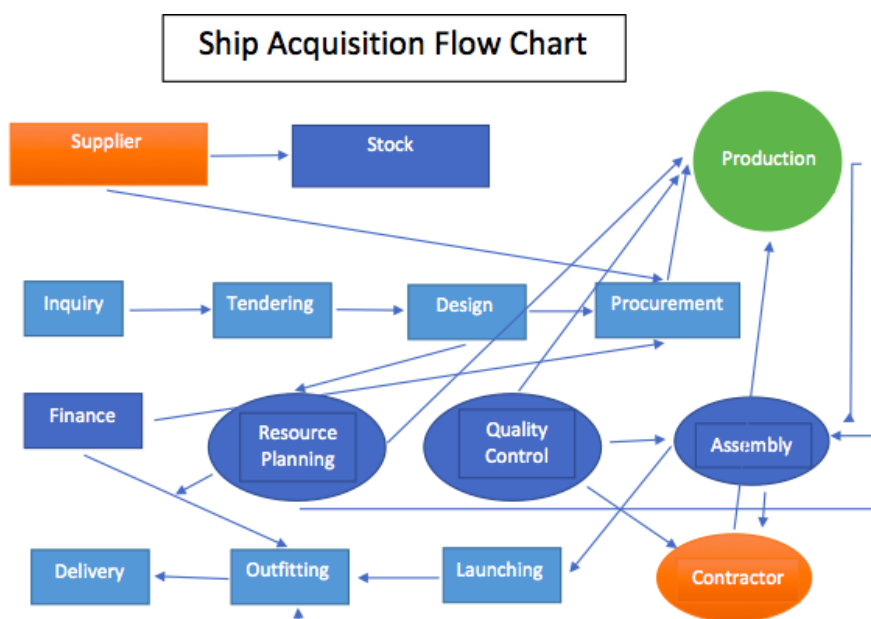 Ship Acquisition Flow Chart
Supplier
Stock
Production
Inquiry
Tendering
Design
Procurement
Finance
Resource
Planning
Quality
Control
Assembly
Delivery
Outfitting
Launching
Contractor